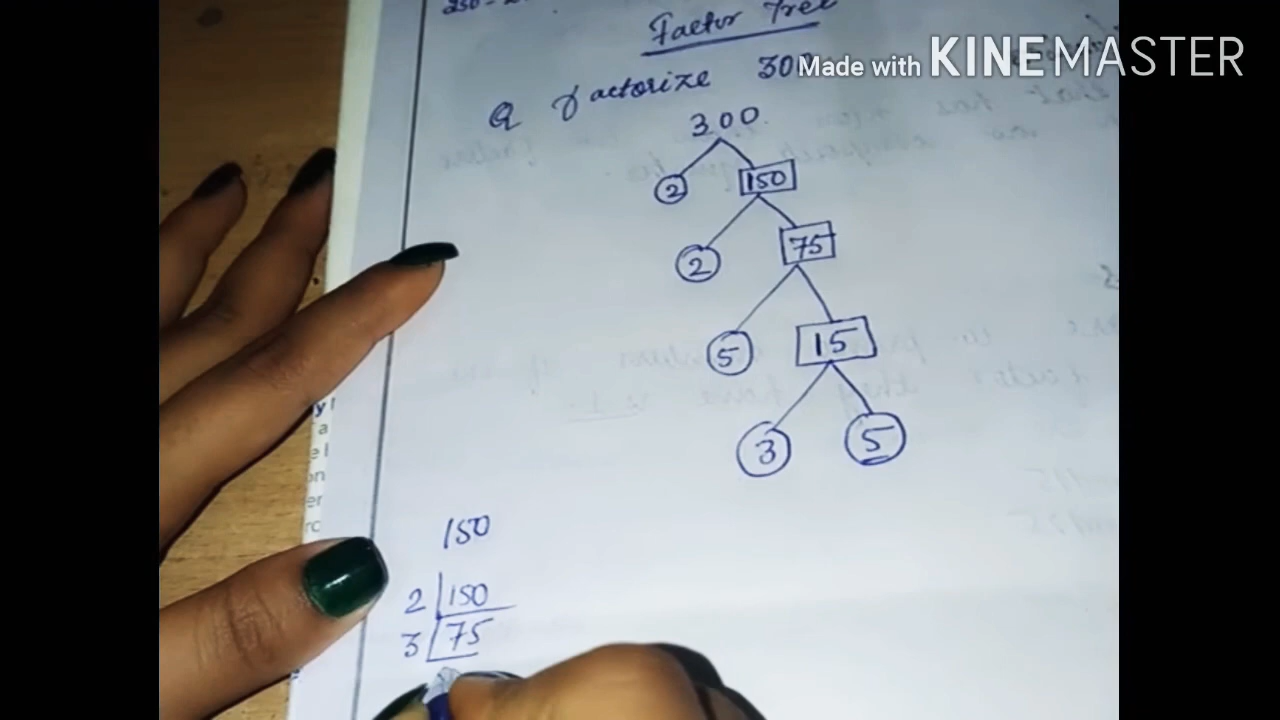 Factor Tree
Made with KINEMASTER
Q Factorize 300
300
2 150
2 75
5 15
3 5
150
2 150
3 75